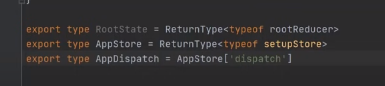 }
export type RootState = ReturnType<typeof rootReducer>
export type AppStore = ReturnType<typeof setupStore>
export type AppDispatch = AppStore['dispatch']